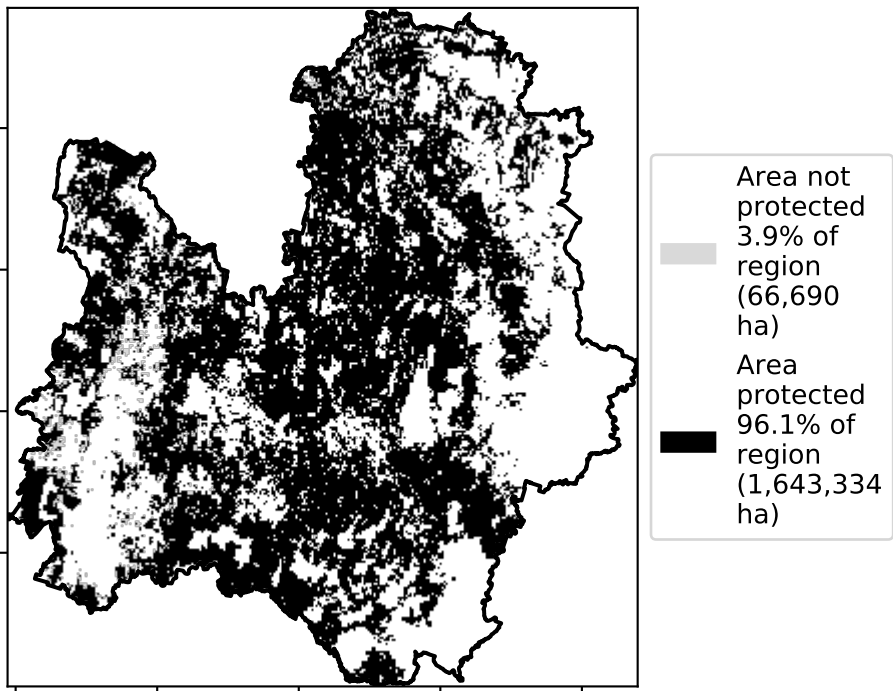 Area not
protected
3.9% of
region
(66,690
ha)
Area
protected
96.1% of
region
(1,643,334
ha)